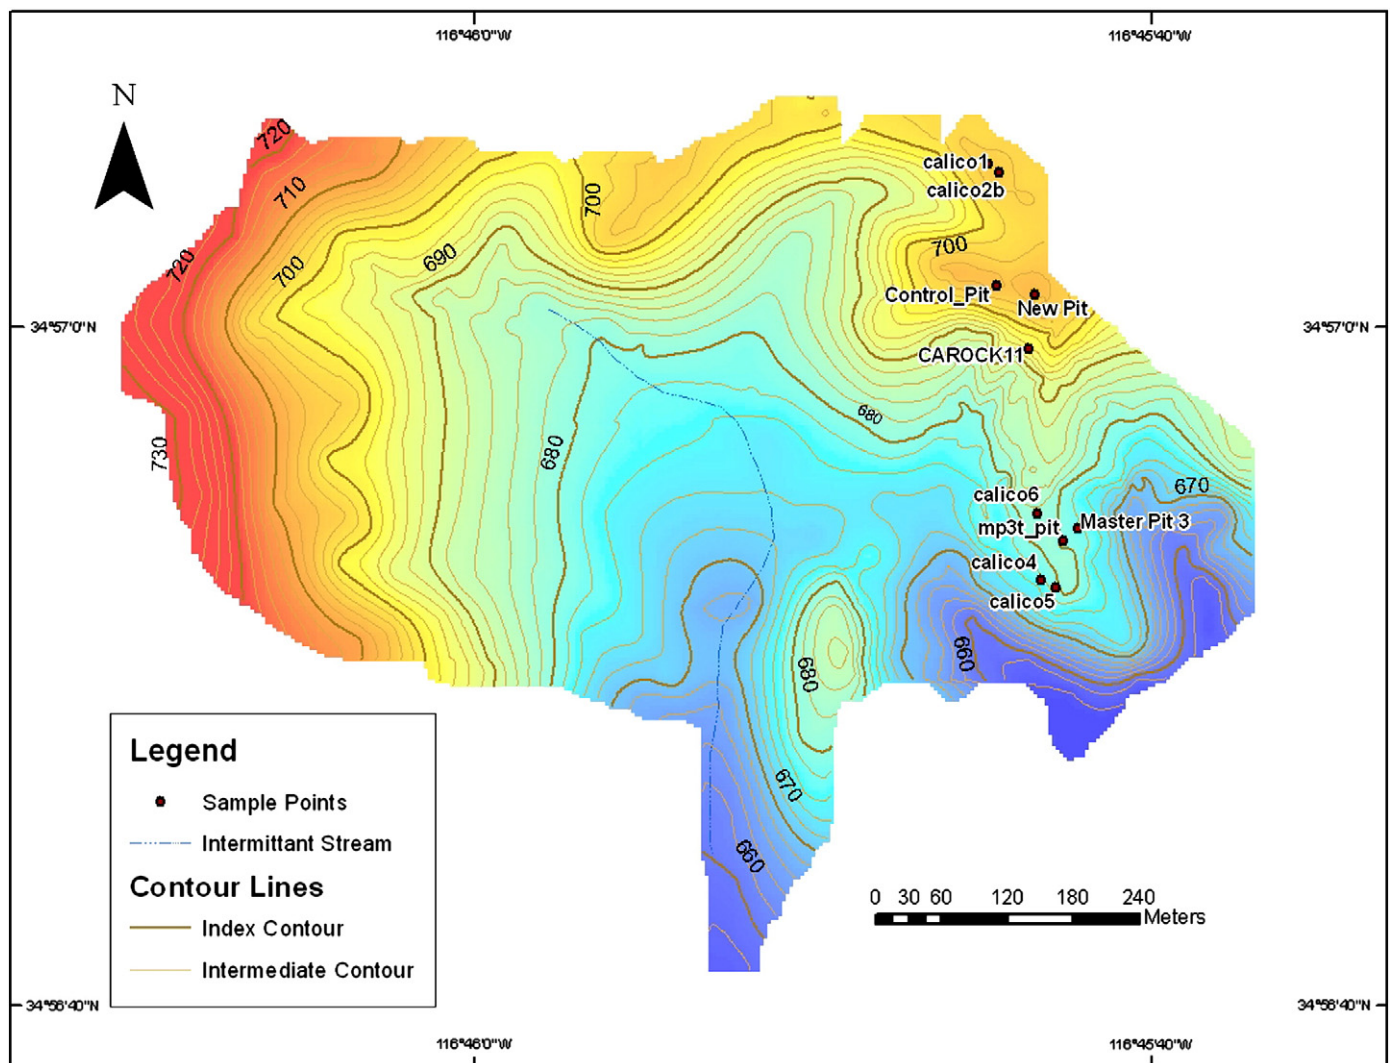 116°46'0"W
116°45'40"W
N
720
710
700
690
700
720
700
calico1
calico2b
Control_Pit
New Pit
34°57'0"N
34°57'0"N
CAROCK11
680
680
730
670
calico6
mp3t_pit
Master Pit 3
calico4
calico5
660
680
670
660
Legend
Sample Points
Intermittant Stream
Contour Lines
Index Contour
Intermediate Contour
0 30 60 120 180 240
Meters
34°56'40"N
34°56'40"N
116°46'0"W
116°45'40"W